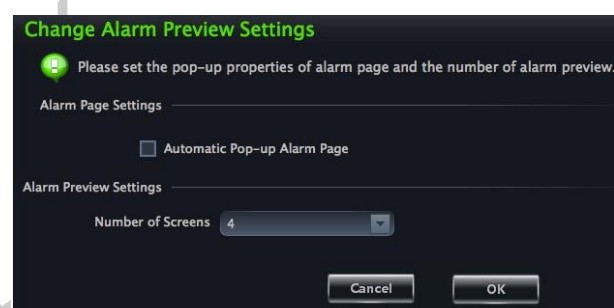 Change Alarm Preview Settings
Please set the pop-up properties of alarm page and the number of alarm preview.
Alarm Page Settings
Automatic Pop-up Alarm Page
Alarm Preview Settings
Number of Screens 4
Cancel OK